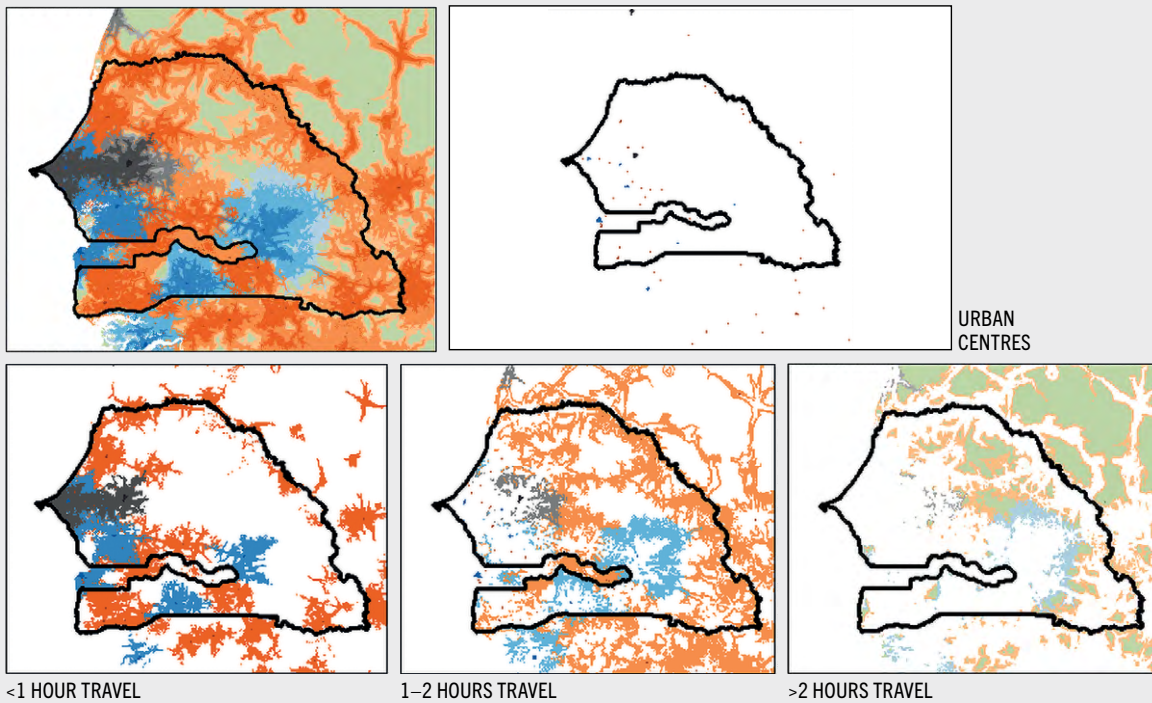 URBAN
CENTRES
<1 HOUR TRAVEL
1–2 HOURS TRAVEL
>2 HOURS TRAVEL